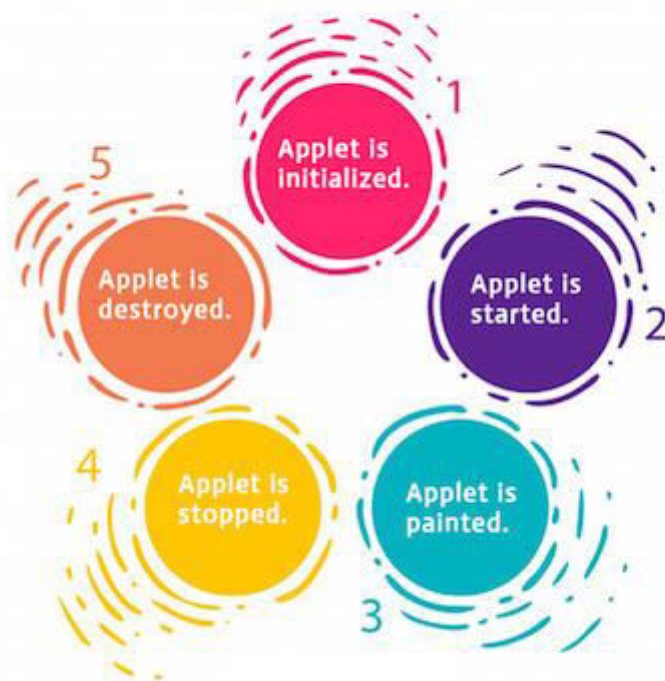 1
Applet is
initialized.
2
Applet is
started.
3
Applet is
painted.
4
Applet is
stopped.
5
Applet is
destroyed.